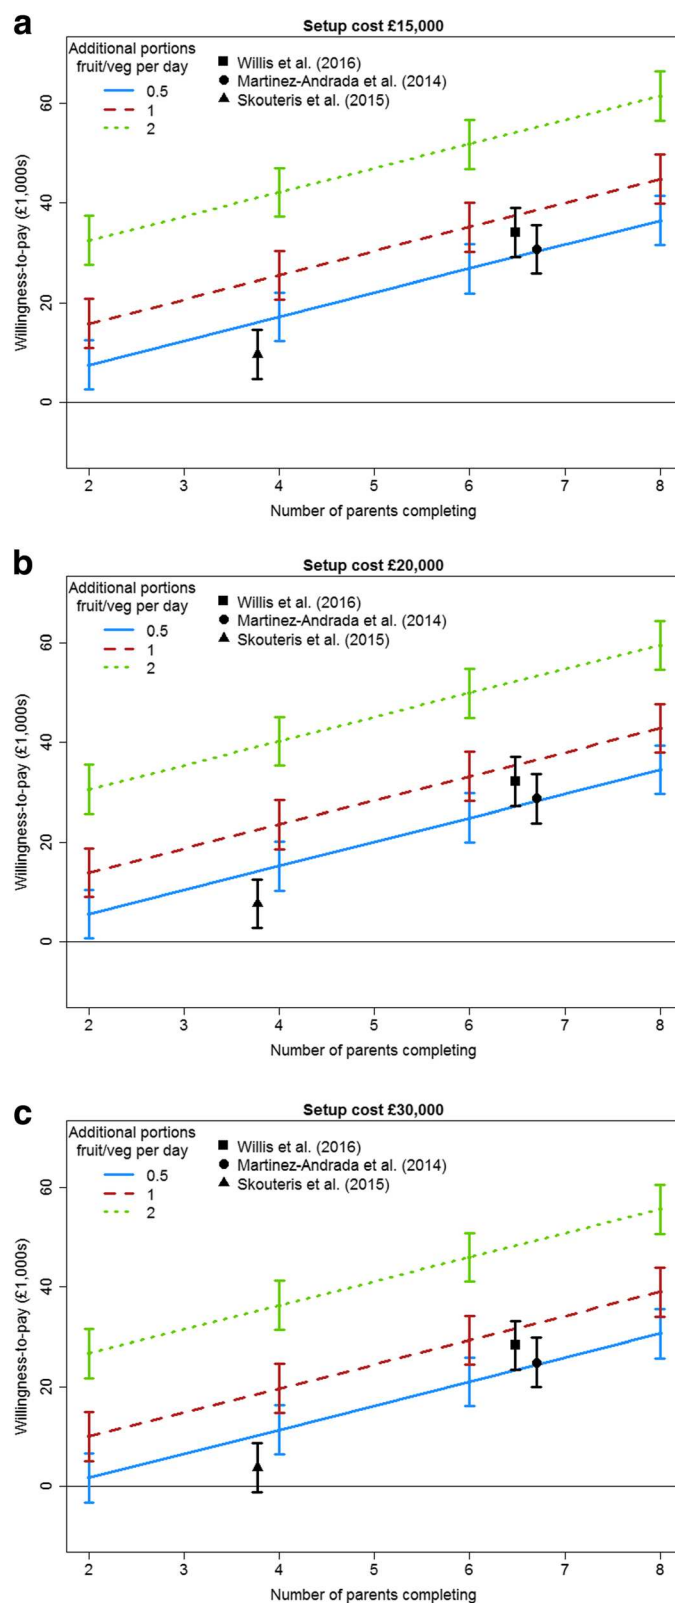 a
Setup cost £15,000
Additional portions
fruit/veg per day
0.5
1
2
Willis et al. (2016)
Martinez-Andrada et al. (2014)
Skouteris et al. (2015)
Willingness-to-pay (£1,000s)
60
40
20
0
2 3 4 5 6 7 8
Number of parents completing
b
Setup cost £20,000
Additional portions
fruit/veg per day
0.5
1
2
Willis et al. (2016)
Martinez-Andrada et al. (2014)
Skouteris et al. (2015)
Willingness-to-pay (£1,000s)
60
40
20
0
2 3 4 5 6 7 8
Number of parents completing
c
Setup cost £30,000
Additional portions
fruit/veg per day
0.5
1
2
Willis et al. (2016)
Martinez-Andrada et al. (2014)
Skouteris et al. (2015)
Willingness-to-pay (£1,000s)
60
40
20
0
2 3 4 5 6 7 8
Number of parents completing